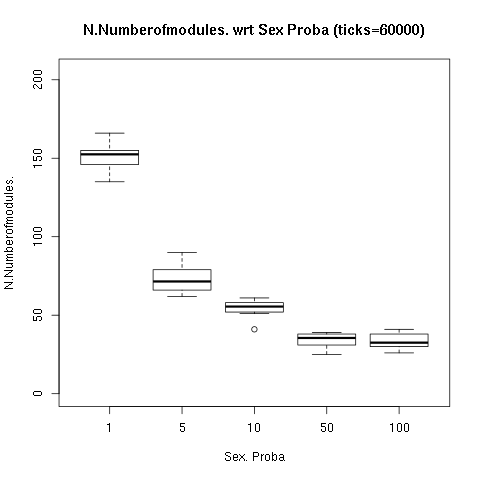 N.Numberofmodules. wrt Sex Proba (ticks=60000)
N.Numberofmodules.
200
150
100
50
0
1 5 10 50 100
Sex. Proba